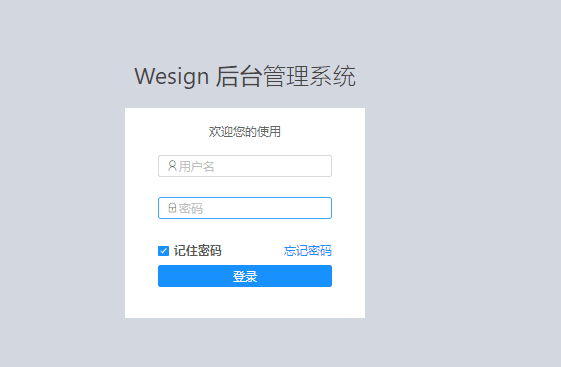 Wesign 后台管理系统
欢迎您的使用
用户名
密码
记住密码 忘记密码
登录